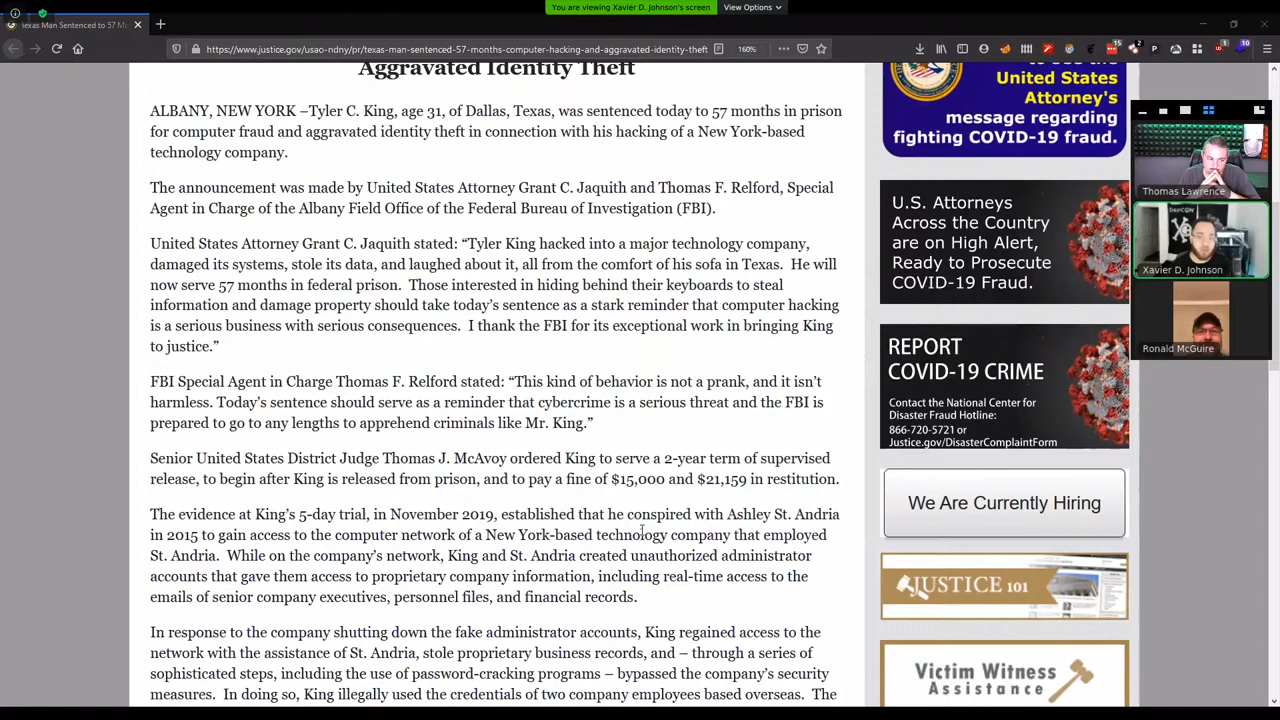 You are viewing Xavier D. Johnson's screen
View Options
Texas Man Sentenced to 57 M
https://www.justice.gov/usao-ndny/pr/texas-man-sentenced-57-months-computer-hacking-and-aggravated-identity-theft
160%
15
2
1
10
Aggravated Identity Theft
ALBANY, NEW YORK –Tyler C. King, age 31, of Dallas, Texas, was sentenced today to 57 months in prison
for computer fraud and aggravated identity theft in connection with his hacking of a New York-based
technology company.
The announcement was made by United States Attorney Grant C. Jaquith and Thomas F. Relford, Special
Agent in Charge of the Albany Field Office of the Federal Bureau of Investigation (FBI).
United States Attorney Grant C. Jaquith stated: “Tyler King hacked into a major technology company,
damaged its systems, stole its data, and laughed about it, all from the comfort of his sofa in Texas.  He will
now serve 57 months in federal prison.  Those interested in hiding behind their keyboards to steal
information and damage property should take today’s sentence as a stark reminder that computer hacking
is a serious business with serious consequences.  I thank the FBI for its exceptional work in bringing King
to justice.”
FBI Special Agent in Charge Thomas F. Relford stated: “This kind of behavior is not a prank, and it isn’t
harmless. Today’s sentence should serve as a reminder that cybercrime is a serious threat and the FBI is
prepared to go to any lengths to apprehend criminals like Mr. King.”
Senior United States District Judge Thomas J. McAvoy ordered King to serve a 2-year term of supervised
release, to begin after King is released from prison, and to pay a fine of $15,000 and $21,159 in restitution.
The evidence at King’s 5-day trial, in November 2019, established that he conspired with Ashley St. Andria
in 2015 to gain access to the computer network of a New York-based technology company that employed
St. Andria.  While on the company’s network, King and St. Andria created unauthorized administrator
accounts that gave them access to proprietary company information, including real-time access to the
emails of senior company executives, personnel files, and financial records.
In response to the company shutting down the fake administrator accounts, King regained access to the
network with the assistance of St. Andria, stole proprietary business records, and – through a series of
sophisticated steps, including the use of password-cracking programs – bypassed the company’s security
measures.  In doing so, King illegally used the credentials of two company employees based overseas.  The
to see the
United States
Attorney's
message regarding
fighting COVID-19 fraud.
U.S. Attorneys
Across the Country
are on High Alert,
Ready to Prosecute
COVID-19 Fraud.
REPORT
COVID-19 CRIME
Contact the National Center for
Disaster Fraud Hotline:
866-720-5721 or
Justice.gov/DisasterComplaintForm
We Are Currently Hiring
JUSTICE 101
Victim Witness
Assistance
Thomas Lawrence
DEFCON
Xavier D. Johnson
Ronald McGuire